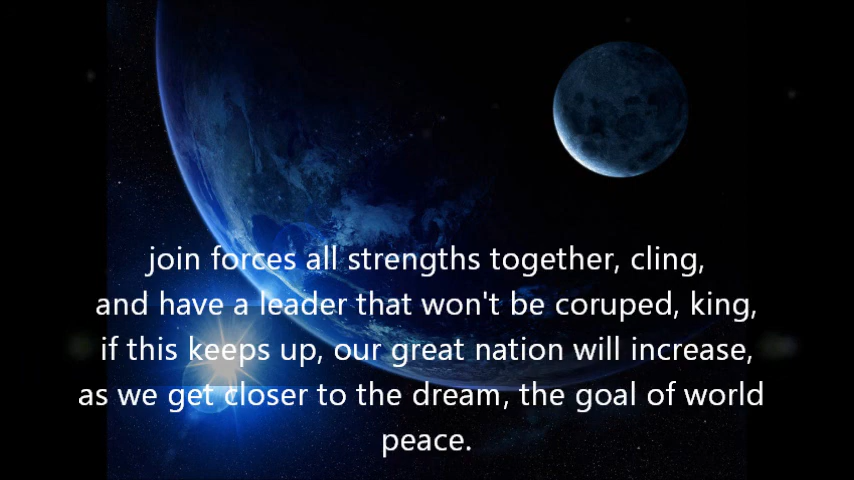 join forces all strengths together, cling,
and have a leader that won't be coruped, king,
if this keeps up, our great nation will increase,
as we get closer to the dream, the goal of world
peace.